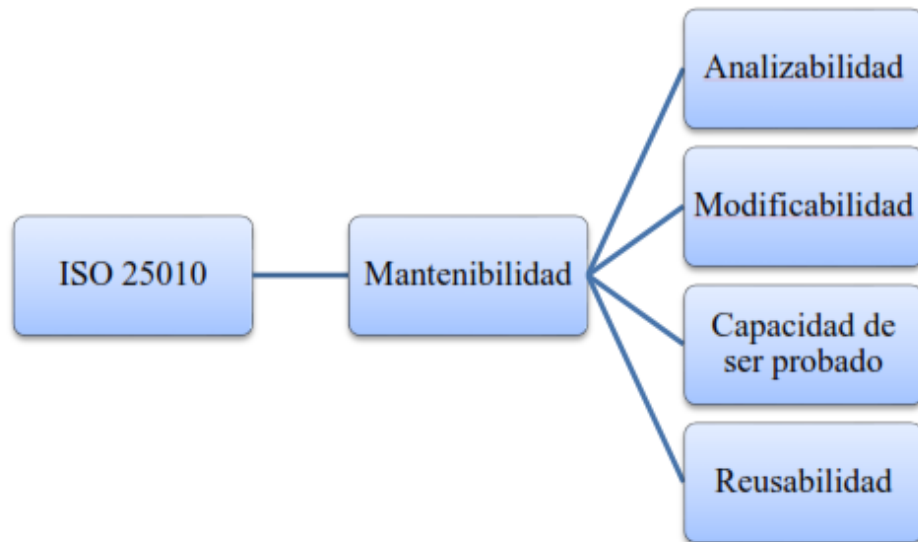 Analizabilidad
Modificabilidad
ISO 25010
Mantenibilidad
Capacidad de
ser probado
Reusabilidad